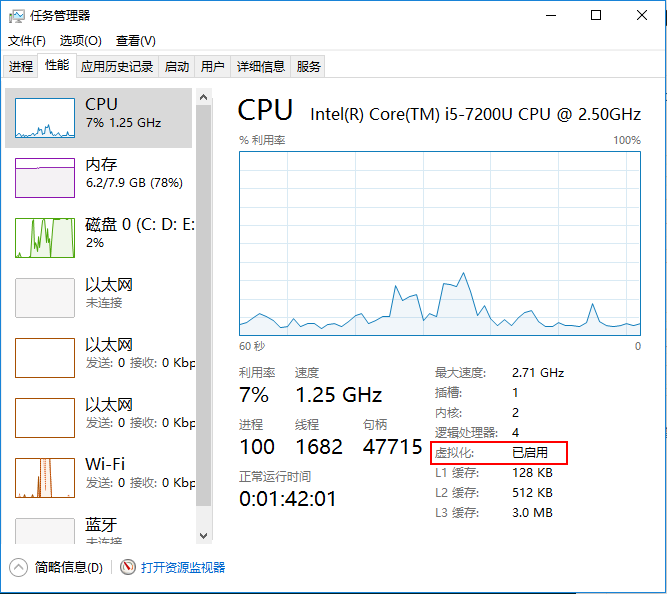 任务管理器
文件(F) 选项(O) 查看(V)
进程 性能 应用历史记录 启动 用户 详细信息 服务
CPU
7% 1.25 GHz
内存
6.2/7.9 GB (78%)
磁盘 0 (C: D: E:
2%
以太网
未连接
以太网
发送: 0 接收: 0 Kbp
以太网
发送: 0 接收: 0 Kbp
Wi-Fi
发送: 0 接收: 0 Kbp
蓝牙
未连接
CPU Intel(R) Core(TM) i5-7200U CPU @ 2.50GHz
% 利用率 100%
60 秒 0
利用率 速度
7% 1.25 GHz
进程 线程 句柄
100 1682 47715
正常运行时间
0:01:42:01
最大速度: 2.71 GHz
插槽: 1
内核: 2
逻辑处理器: 4
虚拟化: 已启用
L1 缓存: 128 KB
L2 缓存: 512 KB
L3 缓存: 3.0 MB
简略信息(D) 打开资源监视器